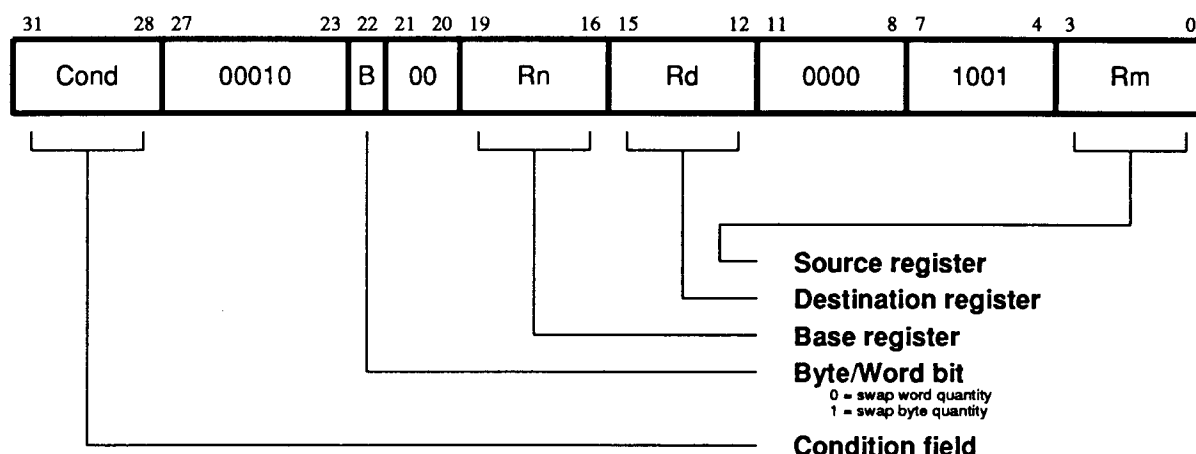 31 28 27 23 22 21 20 19 16 15 12 11 8 7 4 3 0
Cond 00010 B 00 Rn Rd 0000 1001 Rm
Source register
Destination register
Base register
Byte/Word bit
0 = swap word quantity
1 = swap byte quantity
Condition field